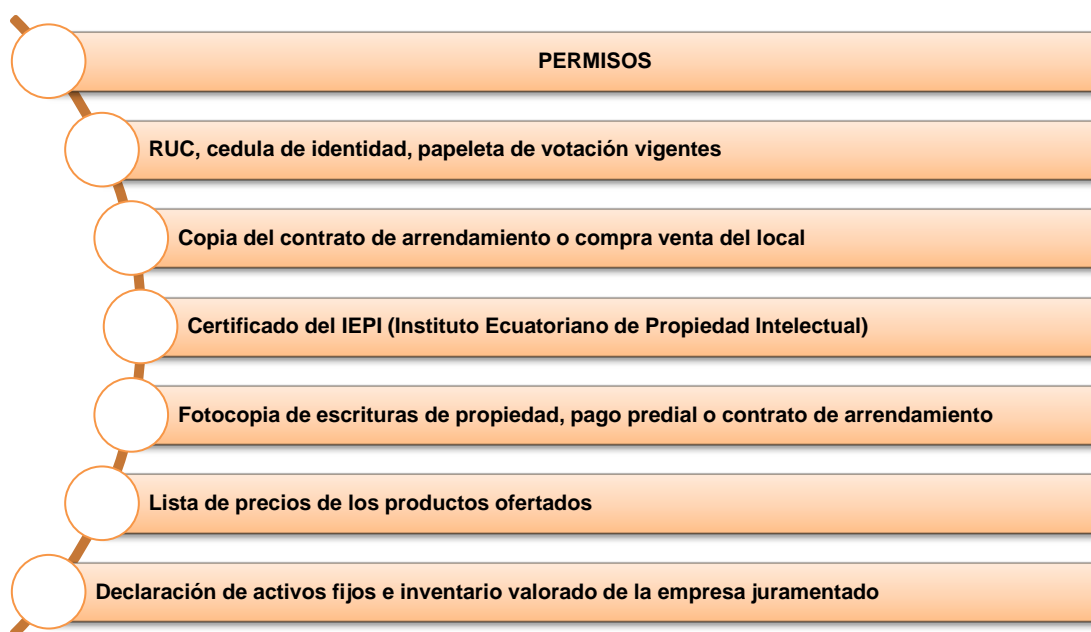 PERMISOS
RUC, cedula de identidad, papeleta de votación vigentes
Copia del contrato de arrendamiento o compra venta del local
Certificado del IEPI (Instituto Ecuatoriano de Propiedad Intelectual)
Fotocopia de escrituras de propiedad, pago predial o contrato de arrendamiento
Lista de precios de los productos ofertados
Declaración de activos fijos e inventario valorado de la empresa juramentado